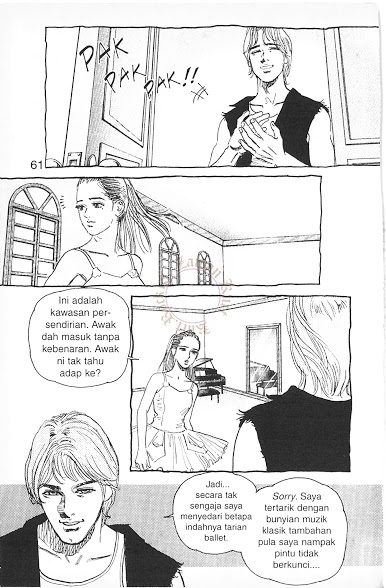 PAK
PAK
PAK!!
61
Ini adalah
kawasan per-
sendirian. Awak
dah masuk tanpa
kebenaran. Awak
ni tak tahu
adap ke?
Jadi...
secara tak
sengaja saya
menyedari betapa
indahnya tarian
ballet.
Sorry. Saya
tertarik dengan
bunyian muzik
klasik tambahan
pula saya nampak
pintu tidak
berkunci....